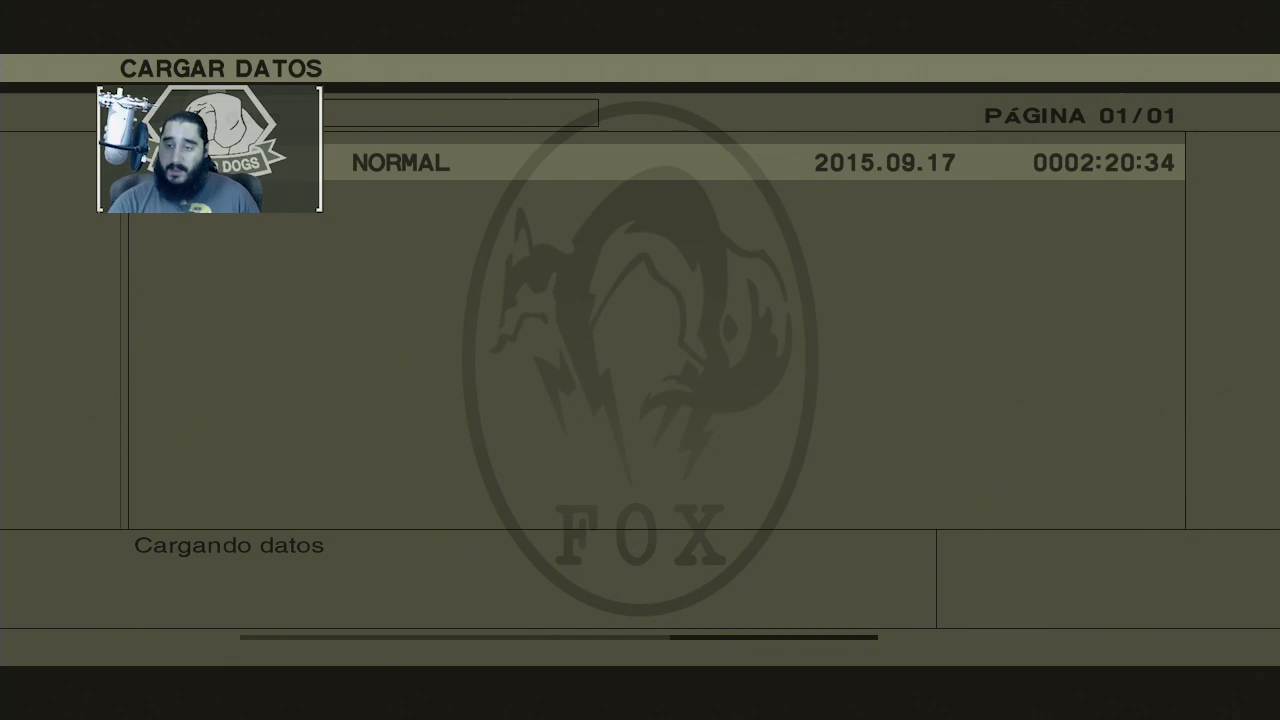 CARGAR DATOS
PÁGINA 01/01
DOGS
NORMAL 2015.09.17 0002:20:34
FOX
Cargando datos